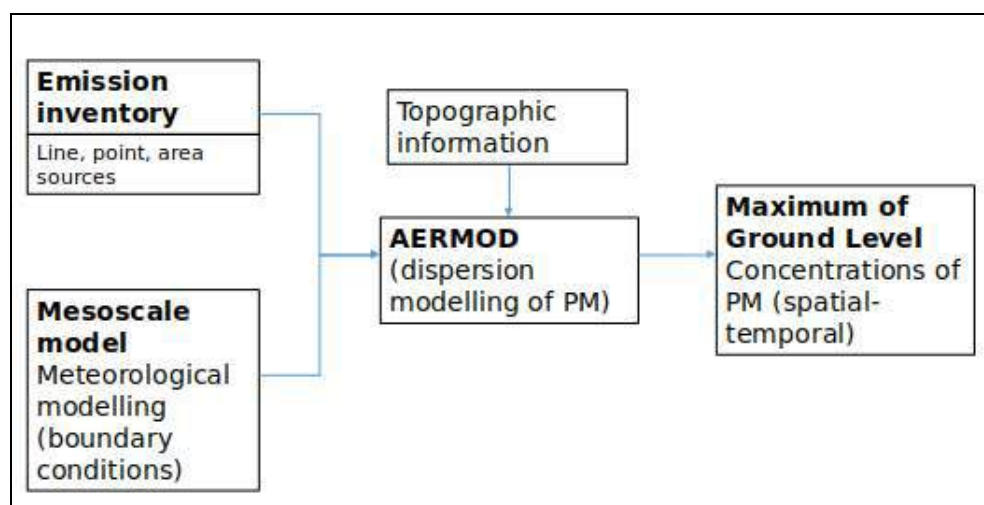 Emission
inventory
Line, point, area
sources
Topographic
information
Mesoscale
model
Meteorological
modelling
(boundary
conditions)
AERMOD
(dispersion
modelling of PM)
Maximum of
Ground Level
Concentrations of
PM (spatial-
temporal)